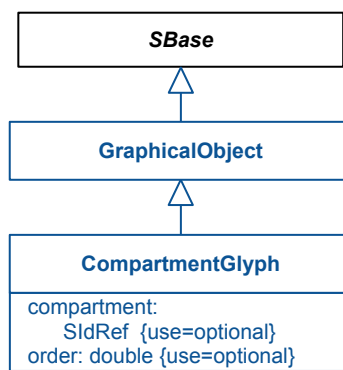 SBase
GraphicalObject
CompartmentGlyph
compartment:
SIdRef {use=optional}
order: double {use=optional}